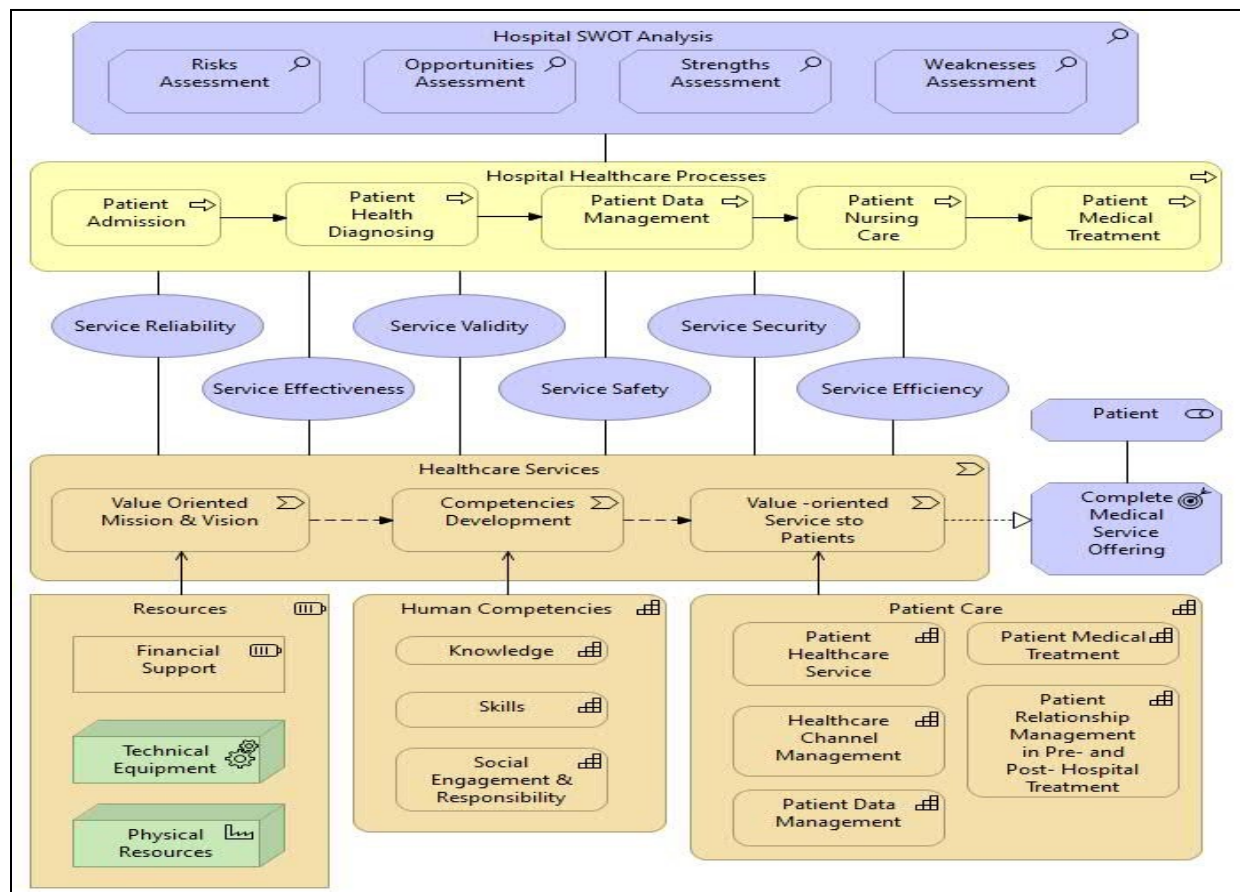 Hospital SWOT Analysis
Risks
Assessment
Opportunities
Assessment
Strengths
Assessment
Weaknesses
Assessment
Hospital Healthcare Processes
Patient
Admission
Patient
Health
Diagnosing
Patient Data
Management
Patient
Nursing
Care
Patient
Medical
Treatment
Service Reliability
Service Validity
Service Security
Service Effectiveness
Service Safety
Service Efficiency
Patient
Healthcare Services
Value Oriented
Mission & Vision
Competencies
Development
Value -oriented
Service sto
Patients
Complete
Medical
Service
Offering
Resources
Financial
Support
Technical
Equipment
Physical
Resources
Human Competencies
Knowledge
Skills
Social
Engagement &
Responsibility
Patient Care
Patient
Healthcare
Service
Healthcare
Channel
Management
Patient Data
Management
Patient Medical
Treatment
Patient
Relationship
Management
in Pre- and
Post- Hospital
Treatment